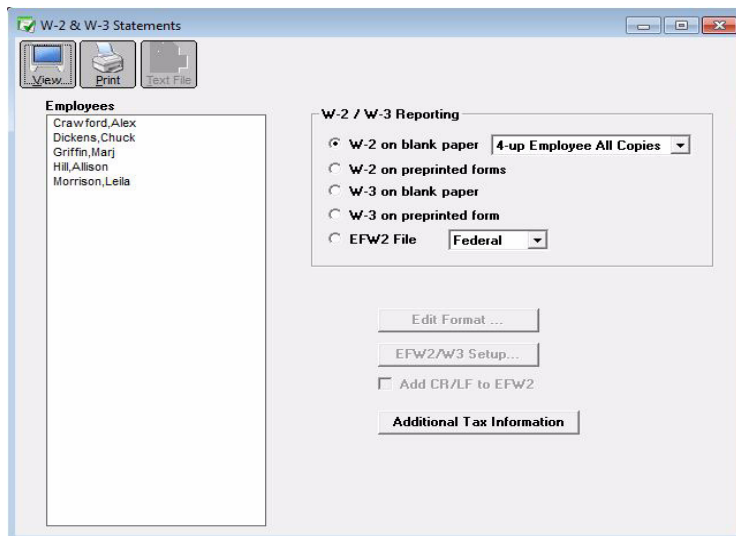 W-2 & W-3 Statements
View... Print Text File
Employees
Crawford,Alex
Dickens,Chuck
Griffin,Marj
Hill,Allison
Morrison,Leila
W-2 / W-3 Reporting
W-2 on blank paper 4-up Employee All Copies
W-2 on preprinted forms
W-3 on blank paper
W-3 on preprinted form
EFW2 File Federal
Edit Format ...
EFW2/W3 Setup...
Add CR/LF to EFW2
Additional Tax Information